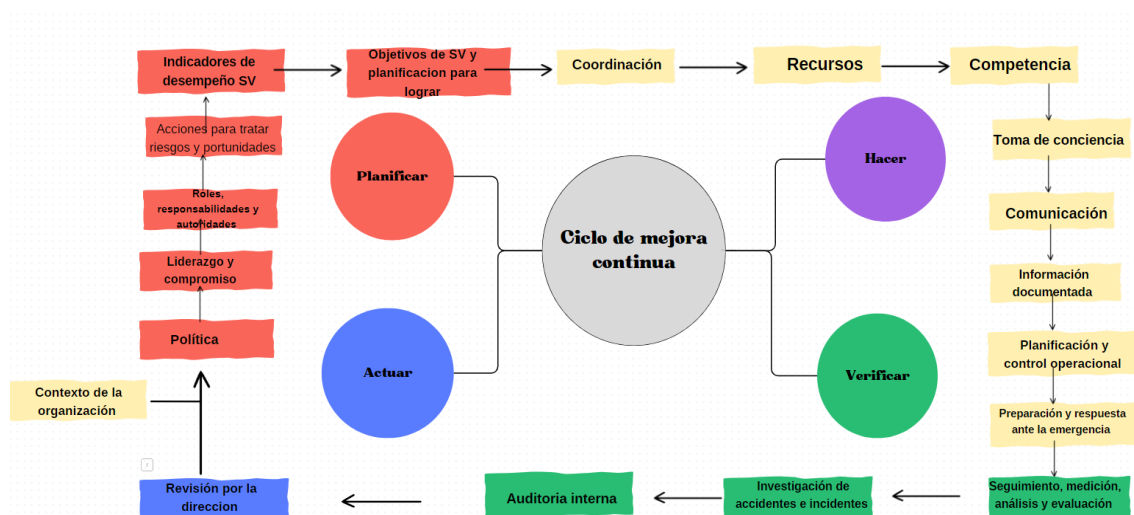 Indicadores de
desempeño SV
Objetivos de SV y
planificacion para
lograr
Coordinación
Recursos
Competencia
Acciones para tratar
riesgos y portunidades
Planificar
Hacer
Toma de conciencia
Roles,
responsabilidades y
autoridades
Comunicación
Ciclo de mejora
continua
Liderazgo y
compromiso
Información
documentada
Política
Planificación y
control operacional
Actuar
Verificar
Contexto de la
organización
Preparación y respuesta
ante la emergencia
Revisión por la
direccion
Auditoria interna
Investigación de
accidentes e incidentes
Seguimiento, medición,
análisis y evaluación